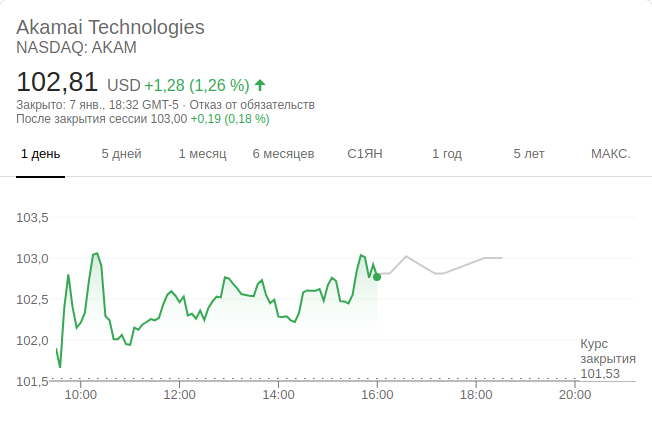 Akamai Technologies
NASDAQ: AKAM
102,81 USD +1,28 (1,26 %)
Закрыто: 7 янв., 18:32 GMT-5 · Отказ от обязательств
После закрытия сессии 103,00 +0,19 (0,18 %)
1 день 5 дней 1 месяц 6 месяцев С1ЯН 1 год 5 лет МАКС.
103,5
103,0
102,5
102,0
101,5
Курс
закрытия
101,53
10:00 12:00 14:00 16:00 18:00 20:00